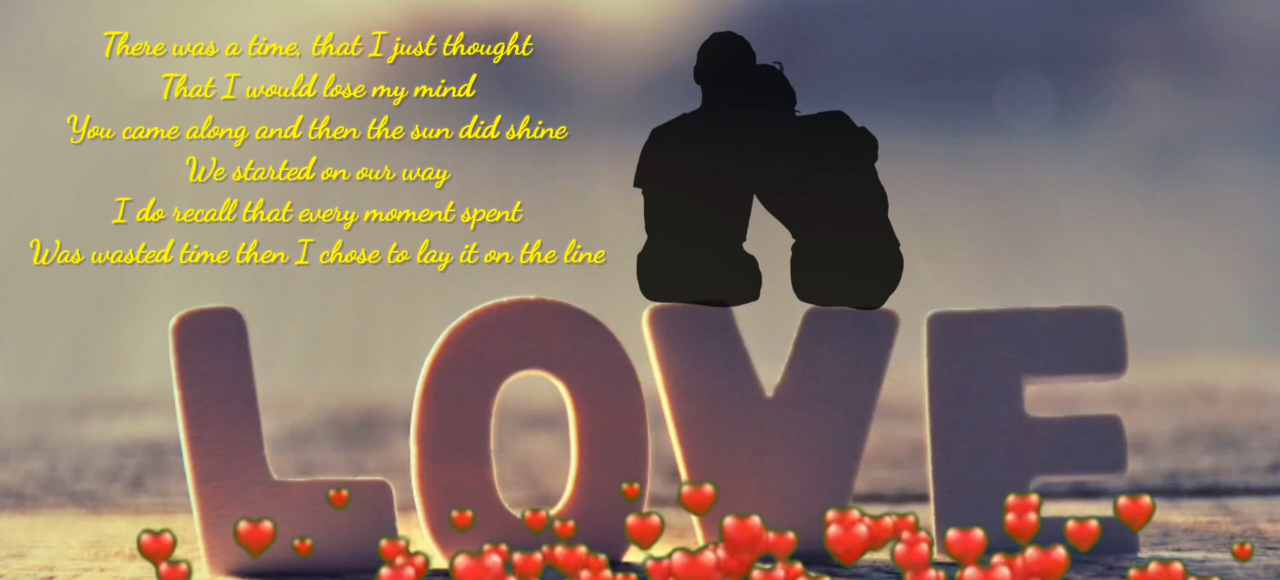 There was a time, that I just thought
That I would lose my mind
You came along and then the sun did shine
We started on our way
I do recall that every moment spent
Was wasted time then I chose to lay it on the line
LOVE